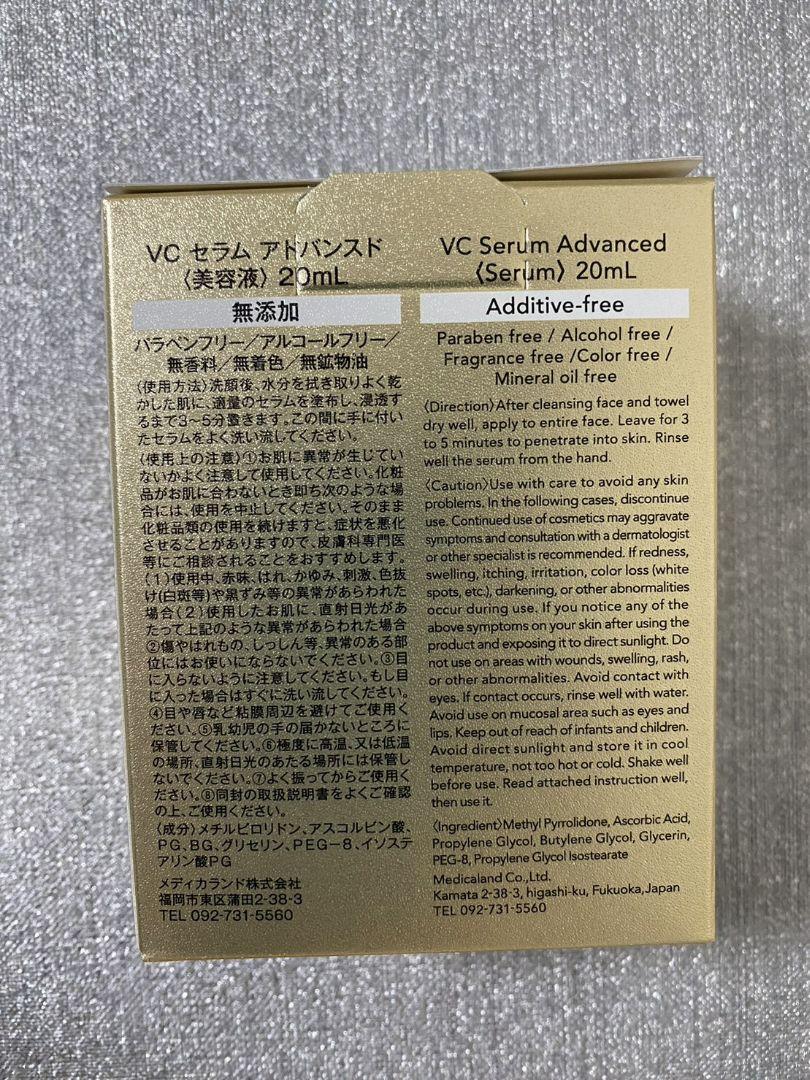 VC セラム アドバンスド
〈美容液〉 20mL
無添加
パラベンフリー／アルコールフリー／
無香料／無着色／無鉱物油
〈使用方法〉洗顔後、水分を拭き取りよく乾
かした肌に、適量のセラムを塗布し、浸透す
るまで3〜5分置きます。この間に手に付い
たセラムをよく洗い流してください。
〈使用上の注意〉①お肌に異常が生じてい
ないかよく注意して使用してください。化粧
品がお肌に合わないとき即ち次のような場
合には、使用を中止してください。そのまま
化粧品類の使用を続けますと、症状を悪化
させることがありますので、皮膚科専門医
等にご相談されることをおすすめします。
(1)使用中、赤味、はれ、かゆみ、刺激、色抜
け(白斑等)や黒ずみ等の異常があらわれた
場合(2)使用したお肌に、直射日光があ
たって上記のような異常があらわれた場合
②傷やはれもの、しっしん等、異常のある部
位にはお使いにならないでください。③目
に入らないように注意してください。もし目
に入った場合はすぐに洗い流してください。
④目や唇など粘膜周辺を避けてご使用く
ださい。⑤乳幼児の手の届かないところに
保管してください。⑥極度に高温、又は低温
の場所、直射日光のあたる場所には保管し
ないでください。⑦よく振ってからご使用く
ださい。⑧同封の取扱説明書をよくご確認
の上、ご使用ください。
〈成分〉メチルピロリドン、アスコルビン酸、
PG、BG、グリセリン、PEG－8、イソステ
アリン酸PG
メディカランド株式会社
福岡市東区蒲田2-38-3
TEL 092-731-5560
VC Serum Advanced
〈Serum〉 20mL
Additive-free
Paraben free / Alcohol free /
Fragrance free /Color free /
Mineral oil free
〈Direction〉After cleansing face and towel
dry well, apply to entire face. Leave for 3
to 5 minutes to penetrate into skin. Rinse
well the serum from the hand.
〈Caution〉Use with care to avoid any skin
problems. In the following cases, discontinue
use. Continued use of cosmetics may aggravate
symptoms and consultation with a dermatologist
or other specialist is recommended. If redness,
swelling, itching, irritation, color loss (white
spots, etc.), darkening, or other abnormalities
occur during use. If you notice any of the
above symptoms on your skin after using the
product and exposing it to direct sunlight. Do
not use on areas with wounds, swelling, rash,
or other abnormalities. Avoid contact with
eyes. If contact occurs, rinse well with water.
Avoid use on mucosal area such as eyes and
lips. Keep out of reach of infants and children.
Avoid direct sunlight and store it in cool
temperature, not too hot or cold. Shake well
before use. Read attached instruction well,
then use it.
〈Ingredient〉Methyl Pyrrolidone, Ascorbic Acid,
Propylene Glycol, Butylene Glycol, Glycerin,
PEG-8, Propylene Glycol Isostearate
Medicaland Co.,Ltd.
Kamata 2-38-3, higashi-ku, Fukuoka,Japan
TEL 092-731-5560